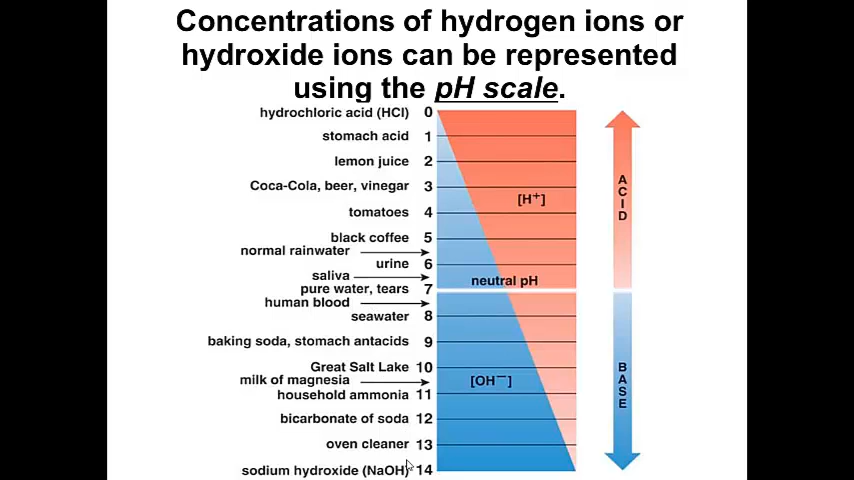 Concentrations of hydrogen ions or
hydroxide ions can be represented
using the pH scale.
hydrochloric acid (HCl) 0
stomach acid 1
lemon juice 2
Coca-Cola, beer, vinegar 3
tomatoes 4
black coffee 5
normal rainwater
urine 6
saliva
pure water, tears 7
human blood
seawater 8
baking soda, stomach antacids 9
Great Salt Lake 10
milk of magnesia
household ammonia 11
bicarbonate of soda 12
oven cleaner 13
sodium hydroxide (NaOH) 14
[H⁺]
neutral pH
[OH⁻]
ACID
BASE